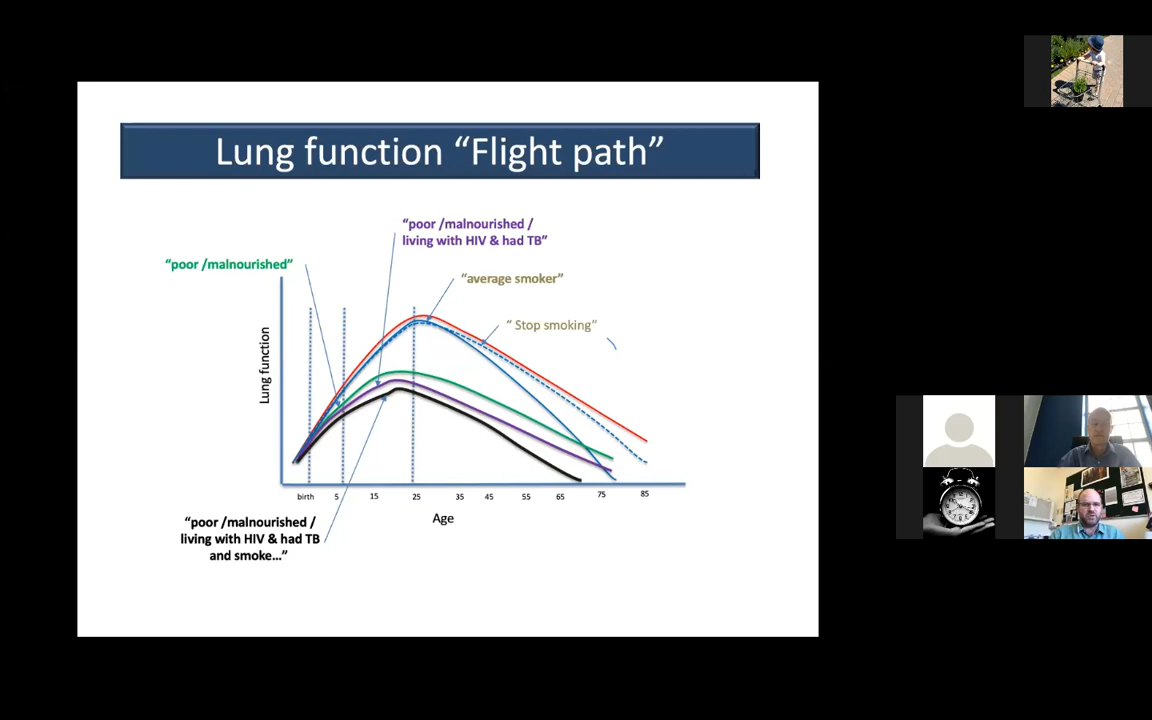 Lung function “Flight path”
“poor /malnourished /
living with HIV & had TB”
“poor /malnourished”
“average smoker”
“ Stop smoking”
Lung function
birth 5 15 25 35 45 55 65 75 85
Age
“poor /malnourished /
living with HIV & had TB
and smoke…”